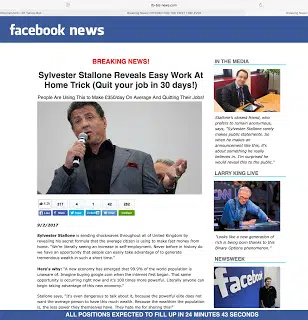 fb-biz-news.com
facebook news
BREAKING NEWS!
Sylvester Stallone Reveals Easy Work At
Home Trick (Quit your job in 30 days!)
People Are Using This to Make £350/day On Average And Quitting Their Jobs!
217
4
1
42
282
Like
8/2/2017
Sylvester Stallone is sending shockwaves throughout all of United Kingdom by
revealing his secret formula that the average citizen is using to make fast money from
home. "We're literally seeing an increase in self-employment. Never before in history do
we have an opportunity that people can easily take advantage of to generate
tremendous wealth in such a short time."
Here's why: "A new economy has emerged that 99.9% of the world population is
unaware of. Imagine buying google.com when the internet first began. That same
opportunity is occurring right now and it's 100 times more powerful. Literally anyone can
begin taking advantage of this new economy."
Stallone says, "It's even dangerous to talk about it, because the powerful elite does not
want the average person to have this much wealth. Because the wealthier the population
is, the less power they themselves have. They hate me for sharing this!"
IN THE MEDIA
Stallone's closest friend,
who prefers to remain anonymous,
says, "Sylvester Stallone rarely
makes public statements. So
when he makes an
announcement like this, it's
about something he really
believes in. I'm surprised he
would reveal this to the public."
LARRY KING LIVE
"Looks like a new generation of
rich is being born thanks to this
Binary Options phenomenon."
NEWSWEEK
ALL POSITIONS EXPECTED TO FILL UP IN 24 MINUTES 43 SECONDS